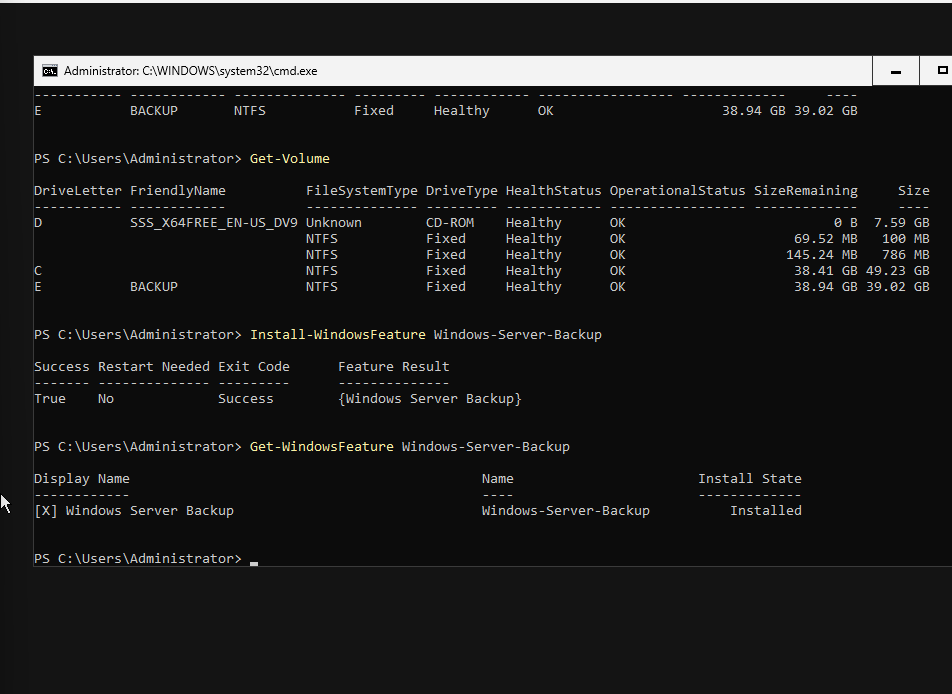 Administrator: C:\WINDOWS\system32\cmd.exe
----------- ------------ -------------- --------- ------------ ----------------- ------------- ----
E           BACKUP       NTFS           Fixed     Healthy      OK                     38.94 GB 39.02 GB
PS C:\Users\Administrator> Get-Volume
DriveLetter FriendlyName          FileSystemType DriveType HealthStatus OperationalStatus SizeRemaining     Size
----------- ------------          -------------- --------- ------------ ----------------- -------------     ----
D           SSS_X64FREE_EN-US_DV9 Unknown        CD-ROM    Healthy      OK                          0 B  7.59 GB
                                  NTFS           Fixed     Healthy      OK                     69.52 MB   100 MB
                                  NTFS           Fixed     Healthy      OK                    145.24 MB   786 MB
C                                 NTFS           Fixed     Healthy      OK                     38.41 GB 49.23 GB
E           BACKUP                NTFS           Fixed     Healthy      OK                     38.94 GB 39.02 GB
PS C:\Users\Administrator> Install-WindowsFeature Windows-Server-Backup
Success Restart Needed Exit Code      Feature Result
------- -------------- ---------      --------------
True    No             Success        {Windows Server Backup}
PS C:\Users\Administrator> Get-WindowsFeature Windows-Server-Backup
Display Name                                            Name                       Install State
------------                                            ----                       -------------
[X] Windows Server Backup                               Windows-Server-Backup          Installed
PS C:\Users\Administrator>